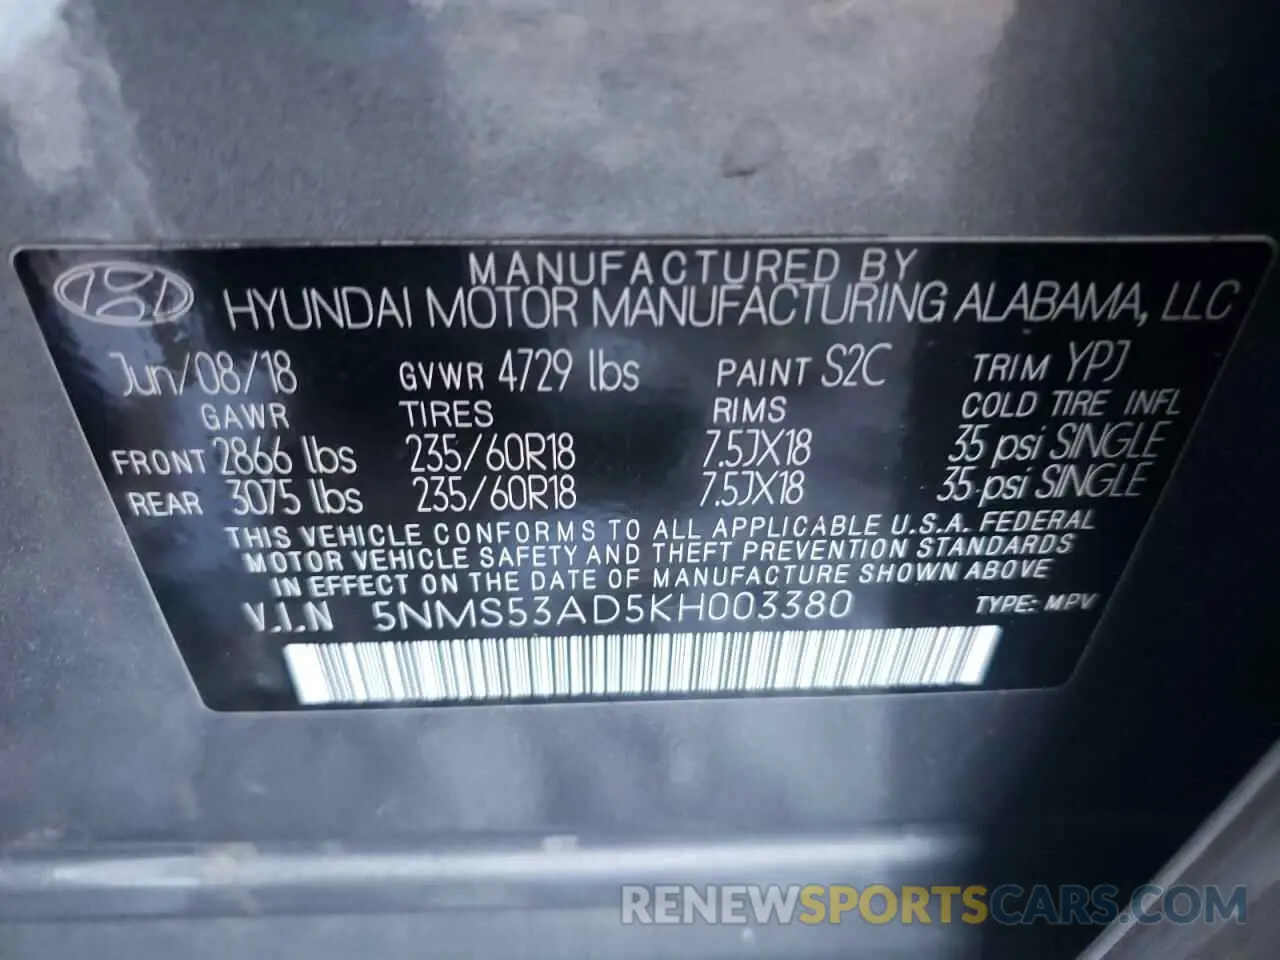 MANUFACTURED BY
HYUNDAI MOTOR MANUFACTURING ALABAMA, LLC
Jun/08/18 GVWR 4729 lbs PAINT S2C TRIM YPJ
GAWR TIRES RIMS COLD TIRE INFL
FRONT 2866 lbs 235/60R18 7.5JX18 35 psi SINGLE
REAR 3075 lbs 235/60R18 7.5JX18 35 psi SINGLE
THIS VEHICLE CONFORMS TO ALL APPLICABLE U.S.A. FEDERAL
MOTOR VEHICLE SAFETY AND THEFT PREVENTION STANDARDS
IN EFFECT ON THE DATE OF MANUFACTURE SHOWN ABOVE
V.I.N 5NMS53AD5KH003380 TYPE: MPV
RENEWSPORTSCARS.COM